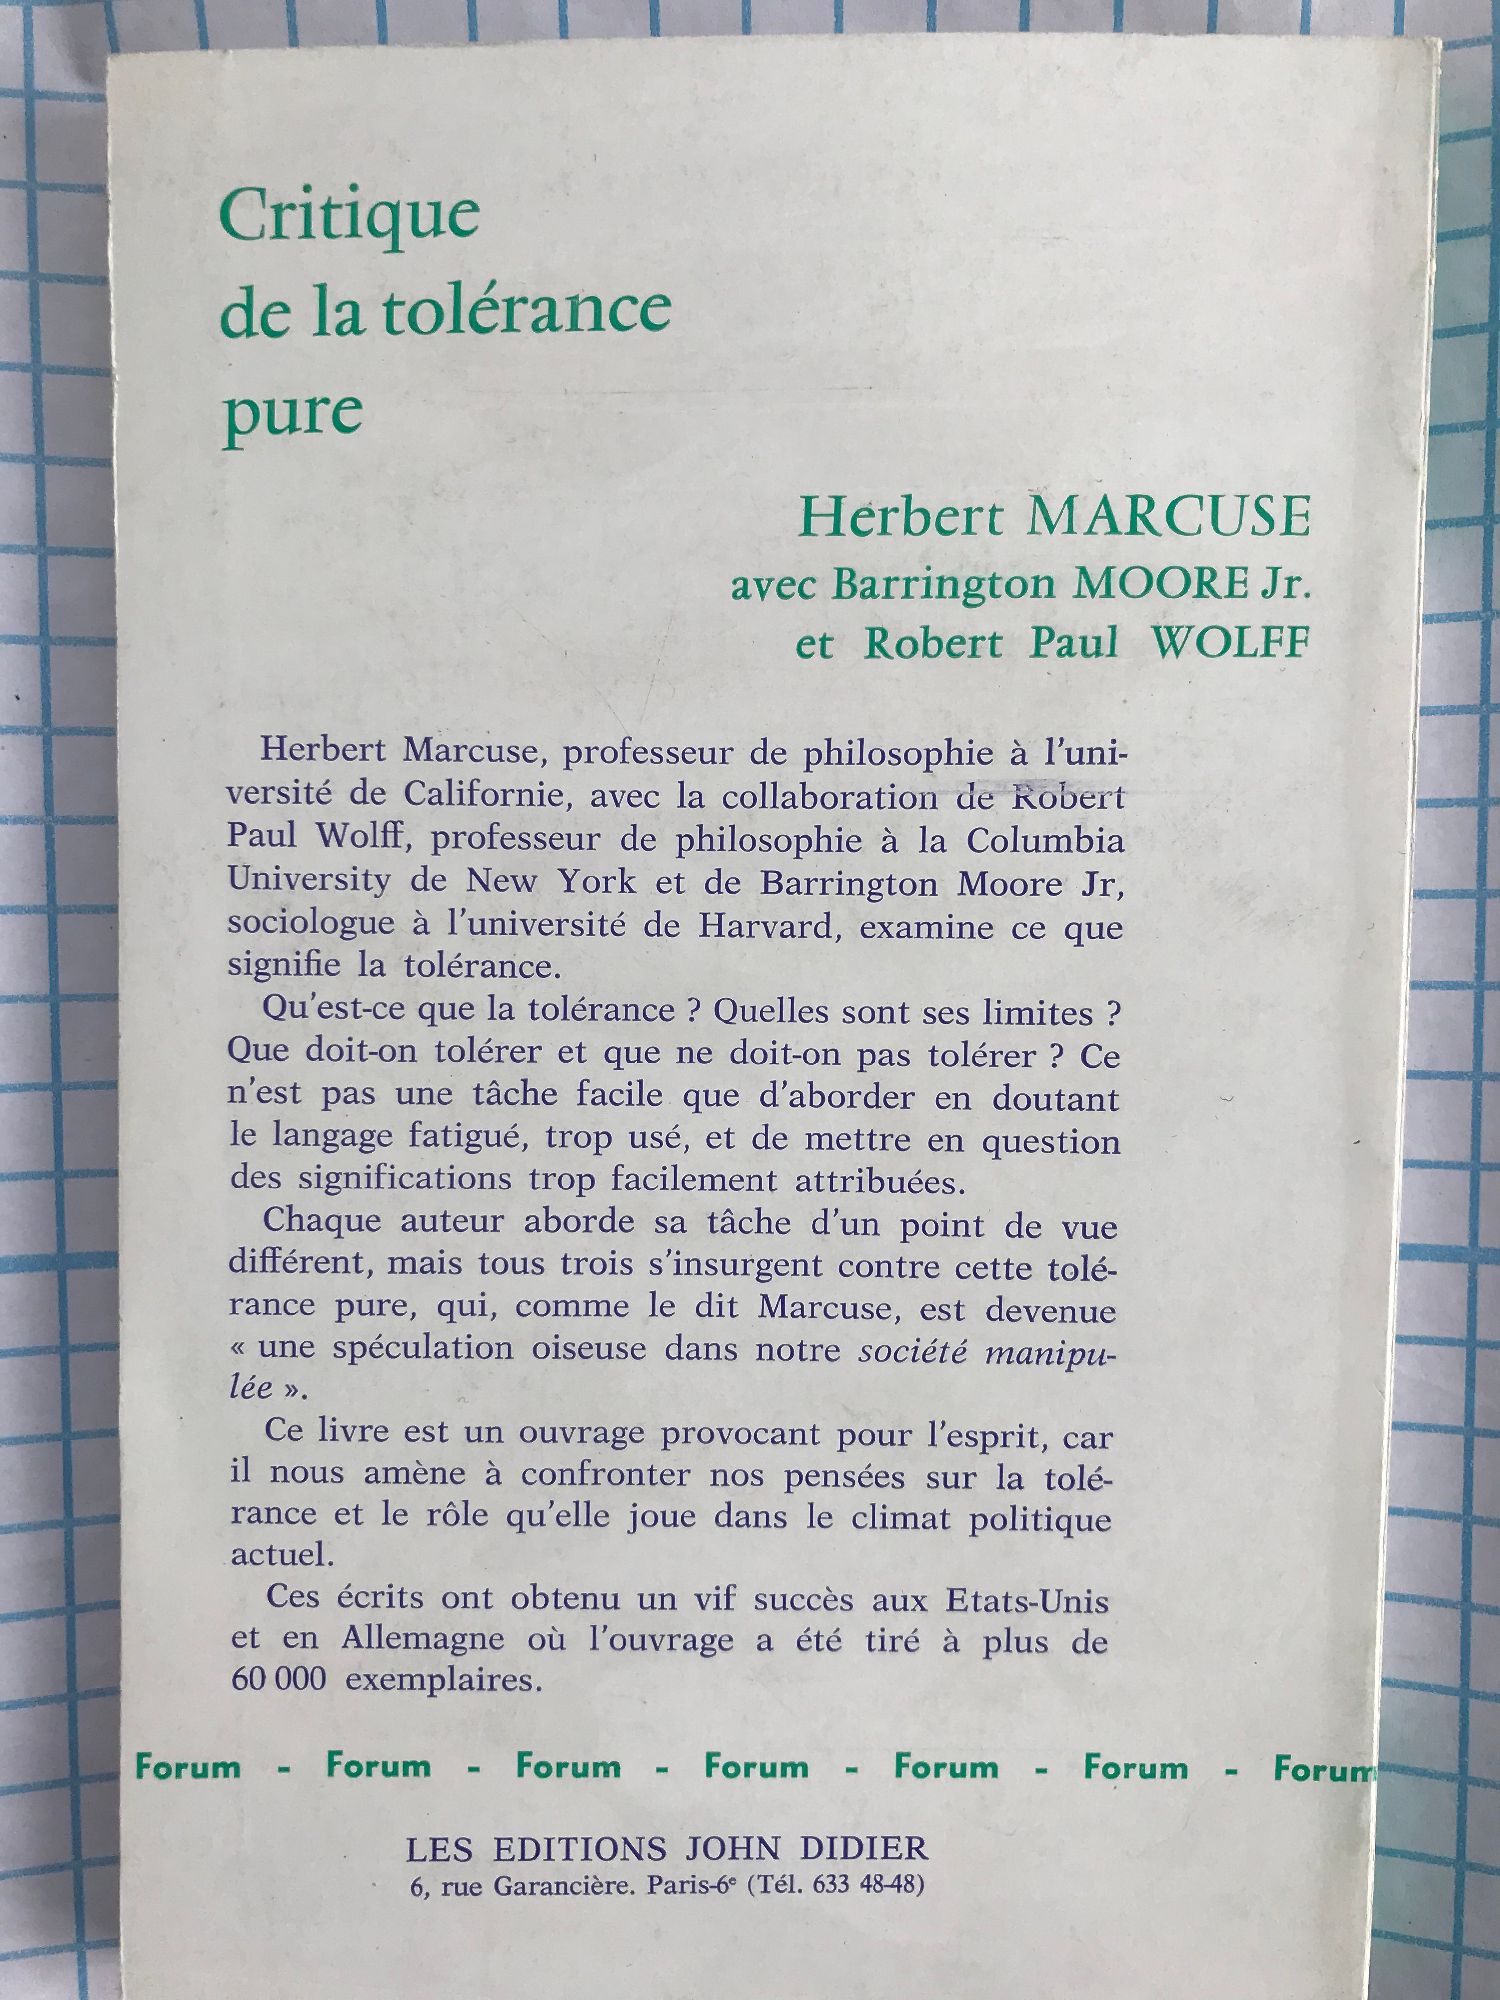 Critique
de la tolérance
pure
Herbert MARCUSE
avec Barrington MOORE Jr.
et Robert Paul WOLFF
Herbert Marcuse, professeur de philosophie à l'uni-
versité de Californie, avec la collaboration de Robert
Paul Wolff, professeur de philosophie à la Columbia
University de New York et de Barrington Moore Jr,
sociologue à l'université de Harvard, examine ce que
signifie la tolérance.
Qu'est-ce que la tolérance ? Quelles sont ses limites ?
Que doit-on tolérer et que ne doit-on pas tolérer ? Ce
n'est pas une tâche facile que d'aborder en doutant
le langage fatigué, trop usé, et de mettre en question
des significations trop facilement attribuées.
Chaque auteur aborde sa tâche d'un point de vue
différent, mais tous trois s'insurgent contre cette tolé-
rance pure, qui, comme le dit Marcuse, est devenue
« une spéculation oiseuse dans notre société manipu-
lée ».
Ce livre est un ouvrage provocant pour l'esprit, car
il nous amène à confronter nos pensées sur la tolé-
rance et le rôle qu'elle joue dans le climat politique
actuel.
Ces écrits ont obtenu un vif succès aux Etats-Unis
et en Allemagne où l'ouvrage a été tiré à plus de
60 000 exemplaires.
Forum - Forum - Forum - Forum - Forum - Forum - Forum
LES EDITIONS JOHN DIDIER
6, rue Garancière. Paris-6e (Tél. 633 48-48)